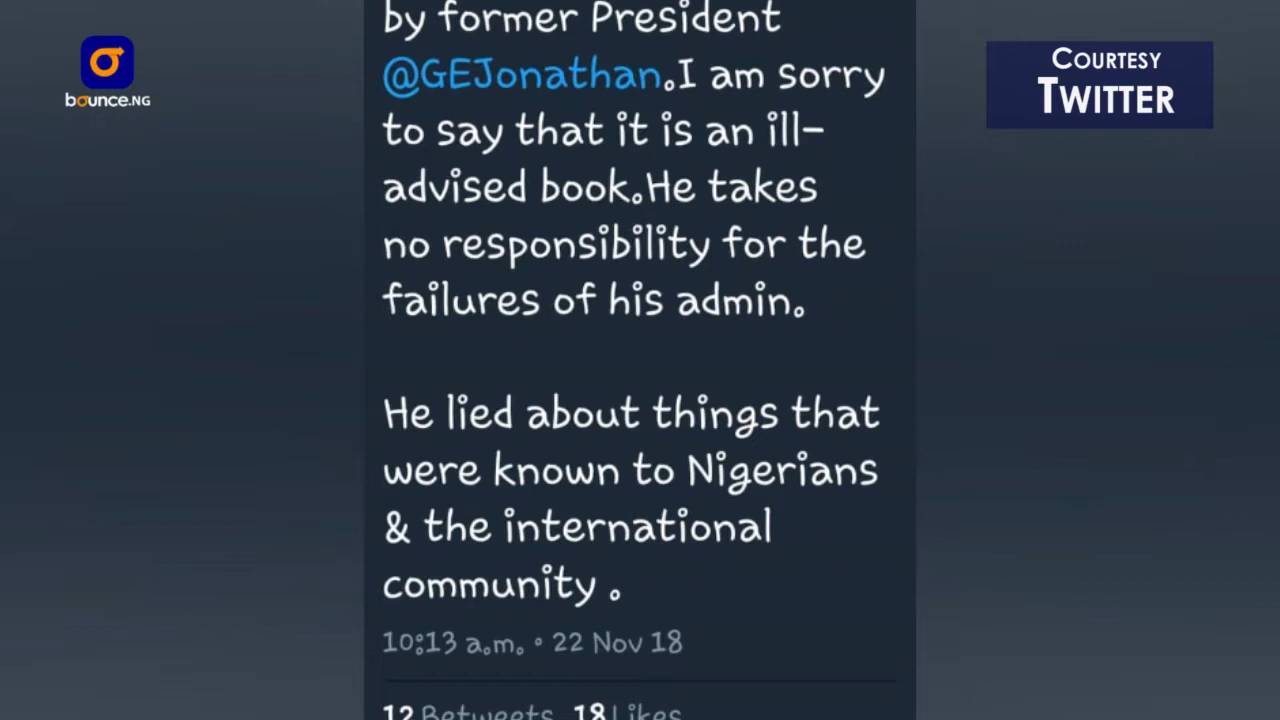 by former President
@GEJonathan.I am sorry
to say that it is an ill-
advised book.He takes
no responsibility for the
failures of his admin.
He lied about things that
were known to Nigerians
& the international
community .
10:13 a.m. • 22 Nov 18
12 Retweets 18 Likes
bounce.NG
COURTESY
TWITTER